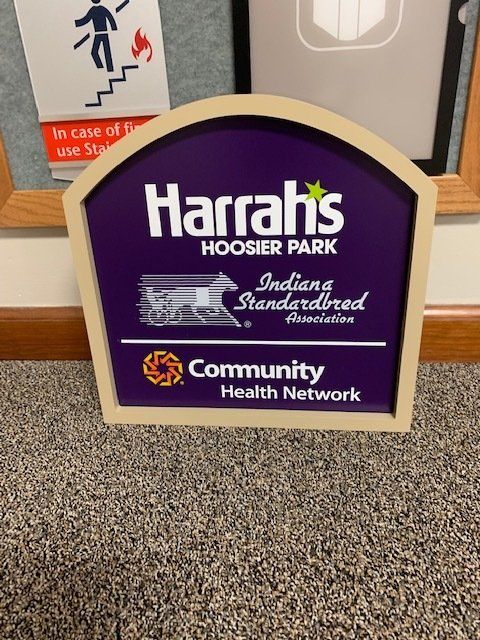 In case of fi
use Stai
Harrah's
HOOSIER PARK
Indiana
Standardbred
Association
®
Community
Health Network